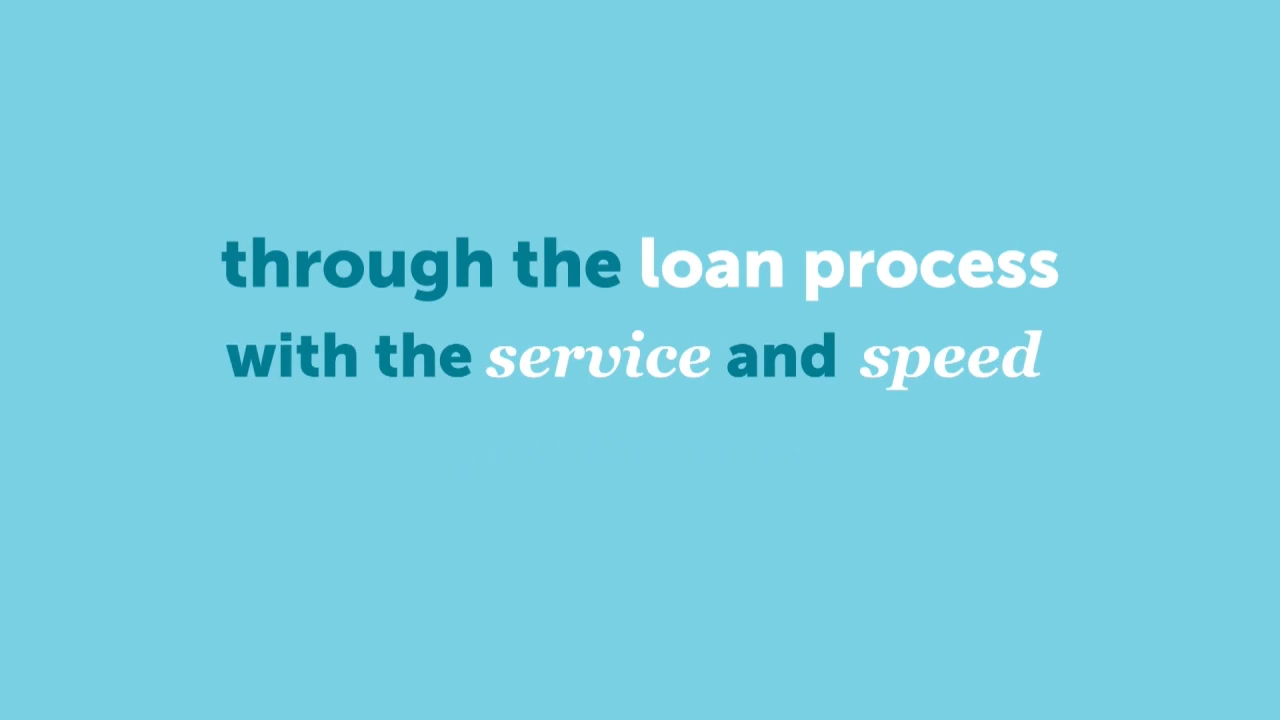 through the loan process
with the service and speed